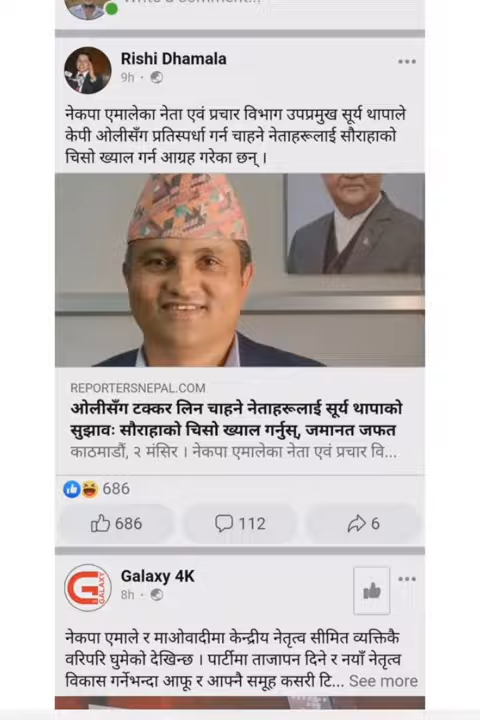 Rishi Dhamala
9h
नेकपा एमालेका नेता एवं प्रचार विभाग उपप्रमुख सूर्य थापाले
केपी ओलीसँग प्रतिस्पर्धा गर्न चाहने नेताहरूलाई सौराहाको
चिसो ख्याल गर्न आग्रह गरेका छन् ।
REPORTERSNEPAL.COM
ओलीसँग टक्कर लिन चाहने नेताहरूलाई सूर्य थापाको
सुझावः सौराहाको चिसो ख्याल गर्नुस्, जमानत जफत
काठमाडौं, २ मंसिर । नेकपा एमालेका नेता एवं प्रचार वि...
686
686 112 6
Galaxy 4K
8h
GALAXY
नेकपा एमाले र माओवादीमा केन्द्रीय नेतृत्व सीमित व्यक्तिकै
वरिपरि घुमेको देखिन्छ । पार्टीमा ताजापन दिने र नयाँ नेतृत्व
विकास गर्नेभन्दा आफू र आफ्नै समूह कसरी टि... See more